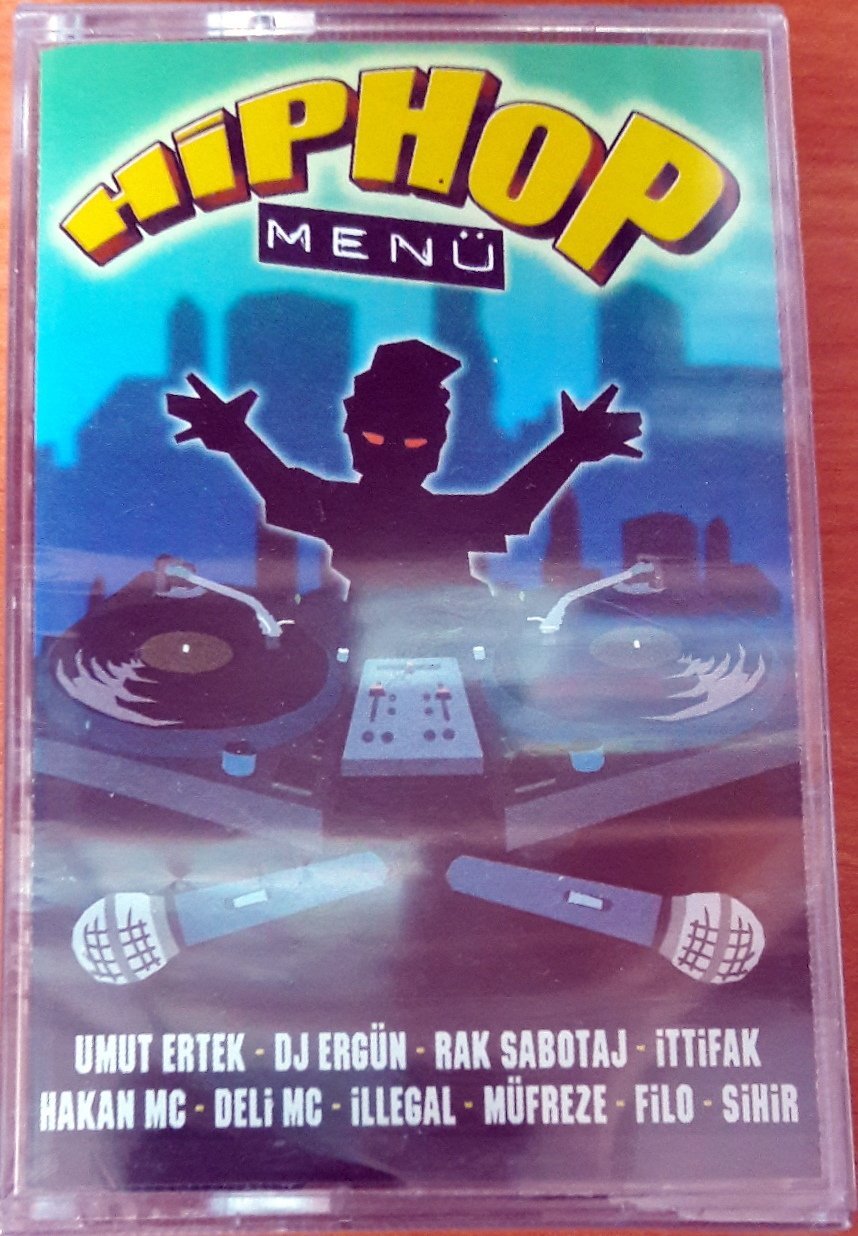 HiPHOP
MENÜ
UMUT ERTEK - DJ ERGÜN - RAK SABOTAJ - iTTiFAK
HAKAN MC - DELi MC - iLLEGAL - MÜFREZE - FiLO - SiHiR